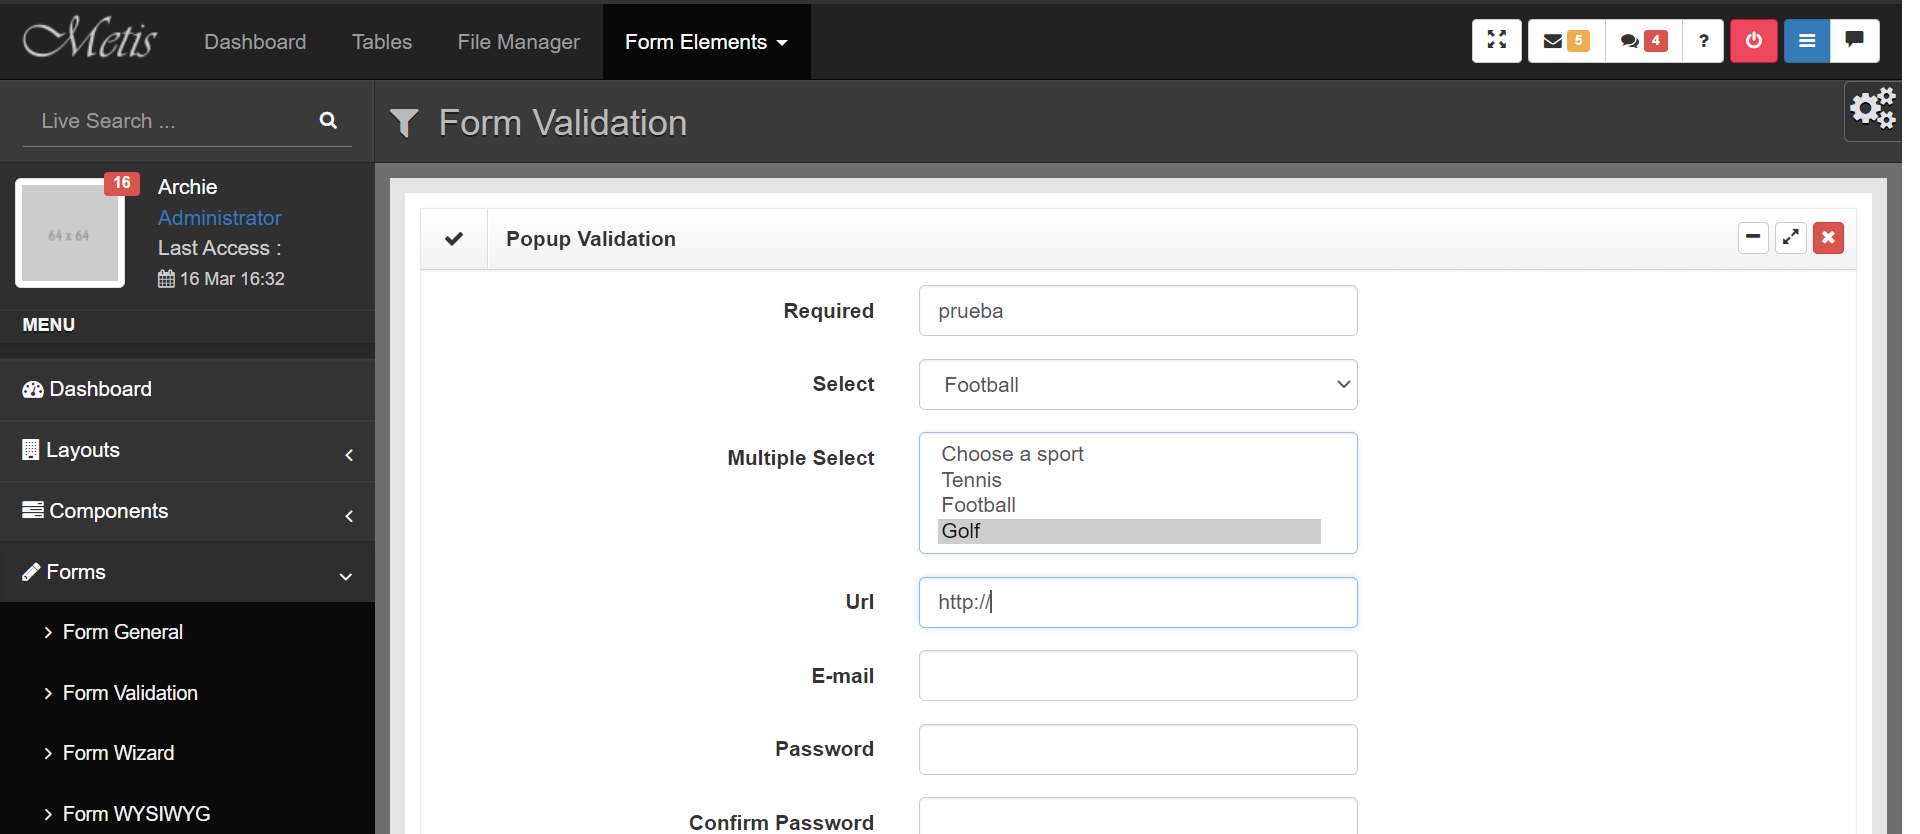 Metis Dashboard Tables File Manager Form Elements 5 4 ?
Live Search ...
Form Validation
64 x 64
16
Archie
Administrator
Last Access :
16 Mar 16:32
MENU
Dashboard
Layouts
Components
Forms
Form General
Form Validation
Form Wizard
Form WYSIWYG
Popup Validation
Required prueba
Select Football
Multiple Select Choose a sport
Tennis
Football
Golf
Url http://
E-mail
Password
Confirm Password